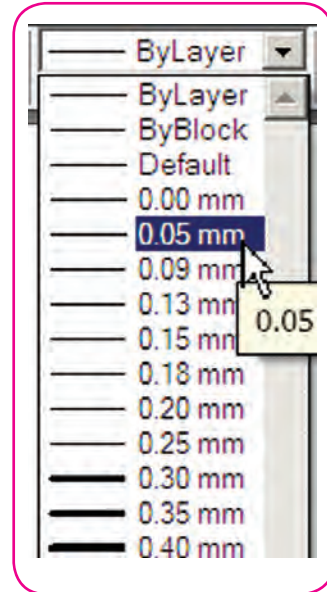 ByLayer
ByLayer
ByBlock
Default
0.00 mm
0.05 mm
0.09 mm
0.13 mm
0.05
0.15 mm
0.18 mm
0.20 mm
0.25 mm
0.30 mm
0.35 mm
0.40 mm